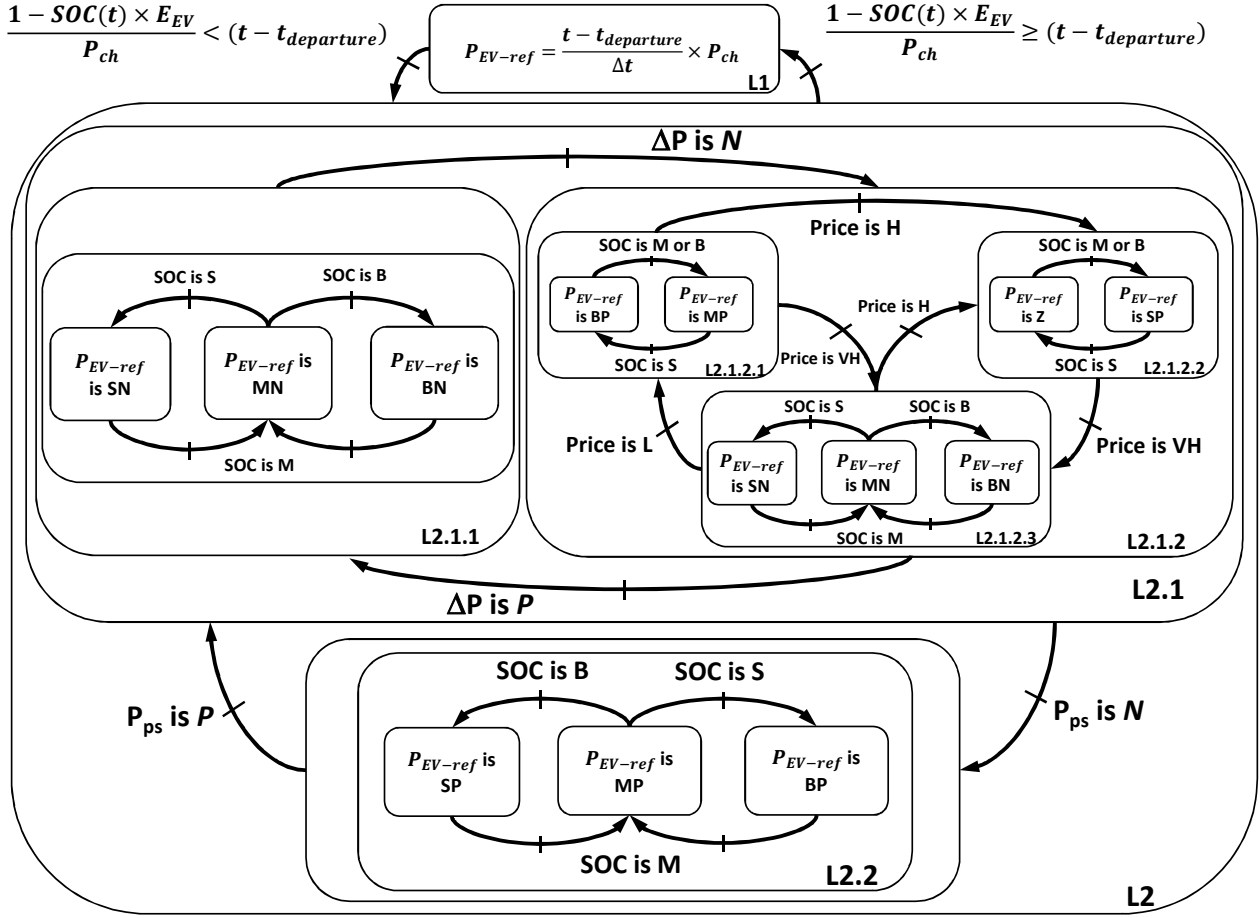 1 − SOC(t) × E_EV / P_ch < (t − t_departure)
P_EV−ref = (t − t_departure) / Δt × P_ch
L1
1 − SOC(t) × E_EV / P_ch ≥ (t − t_departure)
ΔP is N
SOC is S
SOC is B
P_EV−ref
is SN
P_EV−ref is
MN
P_EV−ref is
BN
SOC is M
L2.1.1
Price is H
SOC is M or B
P_EV−ref
is BP
P_EV−ref
is MP
SOC is S
L2.1.2.1
Price is H
Price is VH
SOC is M or B
P_EV−ref
is Z
P_EV−ref
is SP
SOC is S
L2.1.2.2
Price is L
SOC is S
SOC is B
P_EV−ref
is SN
P_EV−ref
is MN
P_EV−ref
is BN
SOC is M
L2.1.2.3
Price is VH
L2.1.2
ΔP is P
L2.1
P_ps is P
SOC is B
SOC is S
P_EV−ref is
SP
P_EV−ref is
MP
P_EV−ref is
BP
SOC is M
L2.2
P_ps is N
L2